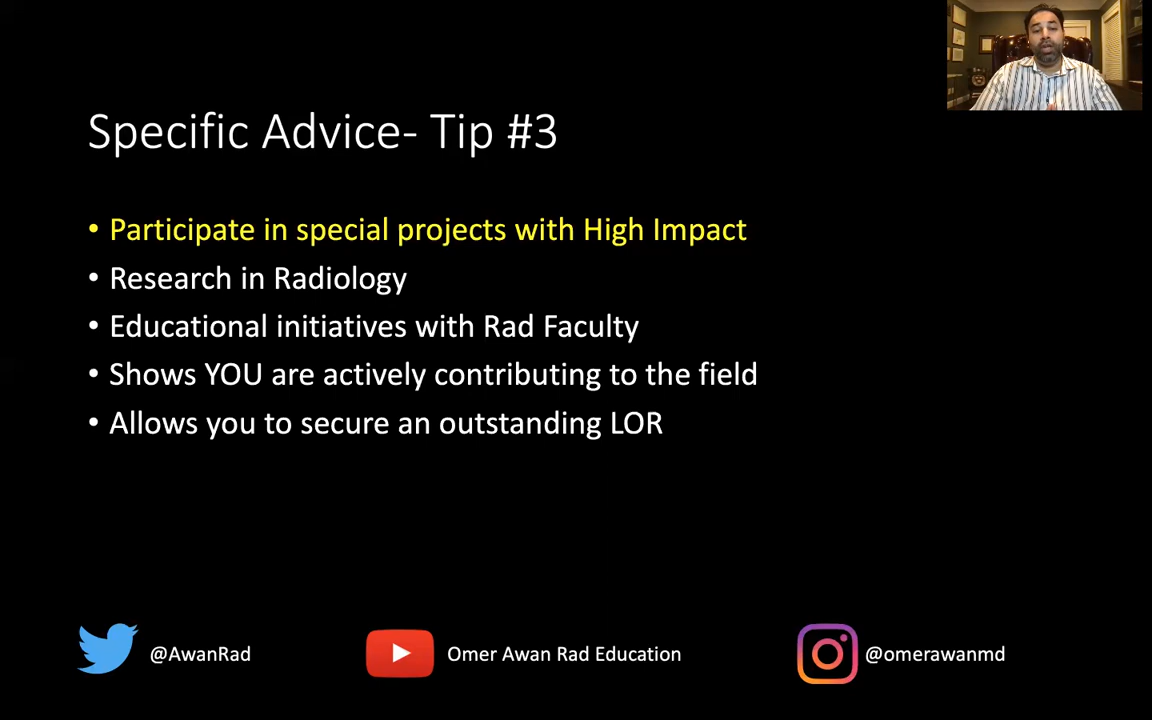 Specific Advice- Tip #3
• Participate in special projects with High Impact
• Research in Radiology
• Educational initiatives with Rad Faculty
• Shows YOU are actively contributing to the field
• Allows you to secure an outstanding LOR
@AwanRad
Omer Awan Rad Education
@omerawanmd